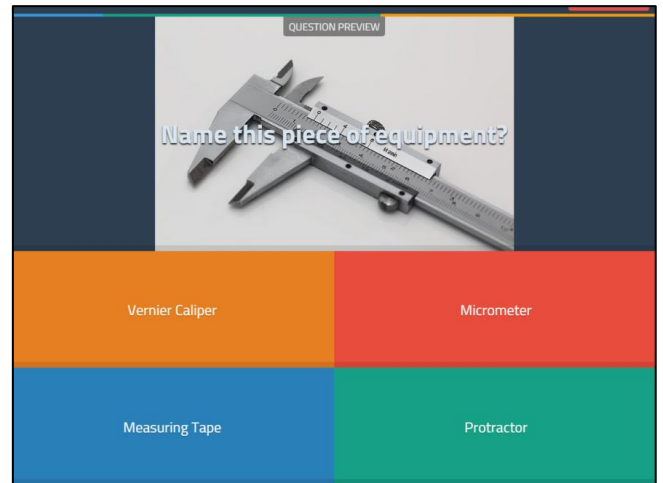 QUESTION PREVIEW
Name this piece of equipment?
Vernier Caliper
Micrometer
Measuring Tape
Protractor